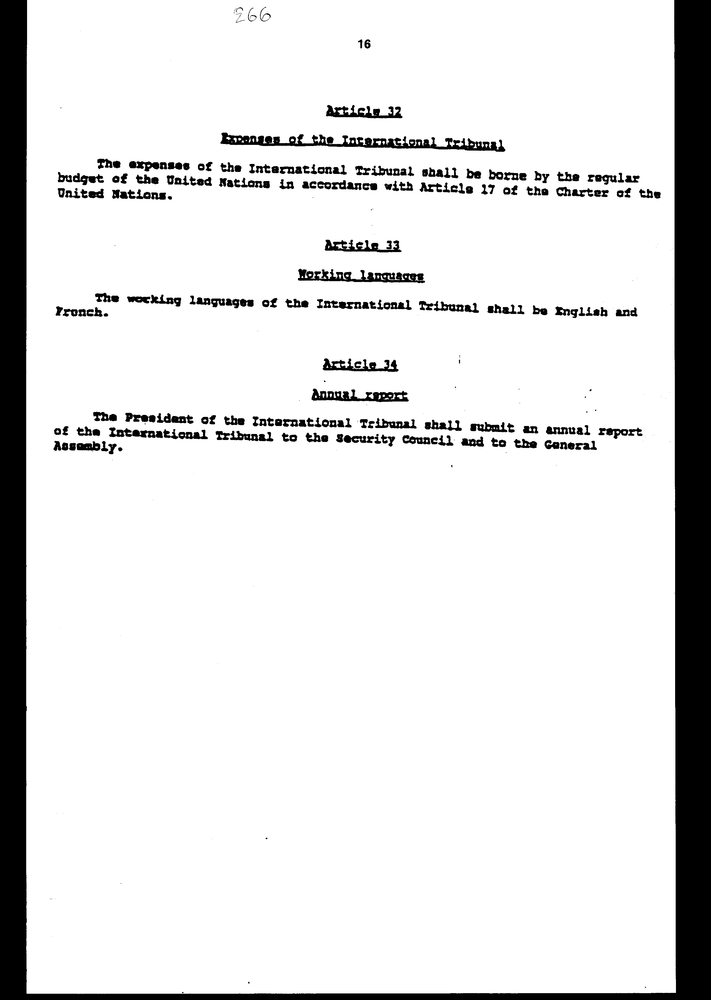 266
16
Article 32
Expenses of the International Tribunal
The expenses of the International Tribunal shall be borne by the regular
budget of the United Nations in accordance with Article 17 of the Charter of the
United Nations.
Article 33
Working languages
The working languages of the International Tribunal shall be English and
French.
Article 34
Annual report
The President of the International Tribunal shall submit an annual report
of the International Tribunal to the Security Council and to the General
Assembly.